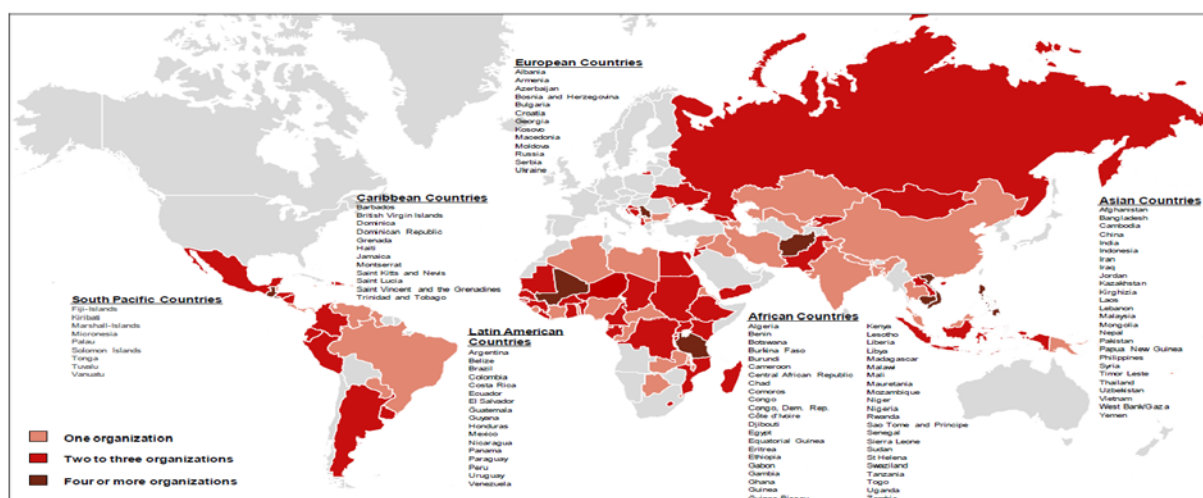 European Countries
Albania
Armenia
Azerbaijan
Bosnia and Herzegovina
Bulgaria
Croatia
Georgia
Kosovo
Macedonia
Moldova
Russia
Serbia
Ukraine
Caribbean Countries
Barbados
British Virgin Islands
Dominica
Dominican Republic
Grenada
Haiti
Jamaica
Montserrat
Saint Kitts and Nevis
Saint Lucia
Saint Vincent and the Grenadines
Trinidad and Tobago
Asian Countries
Afghanistan
Bangladesh
Cambodia
China
India
Indonesia
Iran
Iraq
Jordan
Kazakhstan
Kirghizia
Laos
Lebanon
Malaysia
Mongolia
Nepal
Pakistan
Papua New Guinea
Philippines
Syria
Timor Leste
Thailand
Uzbekistan
Vietnam
West Bank/Gaza
Yemen
South Pacific Countries
Fiji-Islands
Kiribati
Marshall-Islands
Micronesia
Palau
Solomon Islands
Tonga
Tuvalu
Vanuatu
Latin American
Countries
Argentina
Belize
Brazil
Colombia
Costa Rica
Ecuador
El Salvador
Guatemala
Guyana
Honduras
Mexico
Nicaragua
Panama
Paraguay
Peru
Uruguay
Venezuela
African Countries
Algeria
Benin
Botswana
Burkina Faso
Burundi
Cameroon
Central African Republic
Chad
Comoros
Congo
Congo, Dem. Rep.
Côte d'Ivoire
Djibouti
Egypt
Equatorial Guinea
Eritrea
Ethiopia
Gabon
Gambia
Ghana
Guinea
Kenya
Lesotho
Liberia
Libya
Madagascar
Malawi
Mali
Mauretania
Mozambique
Niger
Nigeria
Rwanda
Sao Tome and Principe
Senegal
Sierra Leone
Sudan
St Helena
Swaziland
Tanzania
Togo
Uganda
One organization
Two to three organizations
Four or more organizations